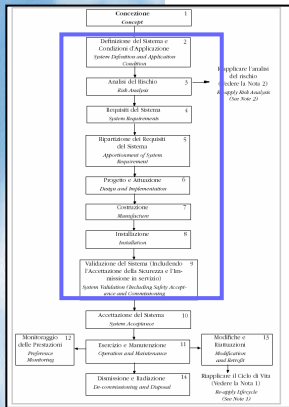 Concezione 1
Concept
Definizione del Sistema e 2
Condizioni d'Applicazione
System Definition and Application
Condition
Analisi del Rischio 3
Risk Analysis
Riapplicare l'analisi
del rischio
(Vedere la Nota 2)
Re-apply Risk Analysis
(See Note 2)
Requisiti del Sistema 4
System Requirements
Ripartizione dei Requisiti 5
del Sistema
Apportionment of System
Requirement
Progetto e Attuazione 6
Design and Implementation
Costruzione 7
Manufacture
Installazione 8
Installation
Validazione del Sistema (Includendo 9
l'Accettazione della Sicurezza e l'Im-
missione in servizio)
System Validation (Including Safety Accept-
ance and Commissioning
Accettazione del Sistema 10
System Acceptance
Monitoraggio 12
delle Prestazioni
Preference
Monitoring
Esercizio e Manutenzione 11
Operation and Maintenance
Modifiche e 13
Riattuazioni
Modification
and Retrofit
Dismissione e Radiazione 14
De-commissioning and Disposal
Riapplicare il Ciclo di Vita
(Vedere la Nota 1)
Re-apply Lifecycle
(See Note 1)